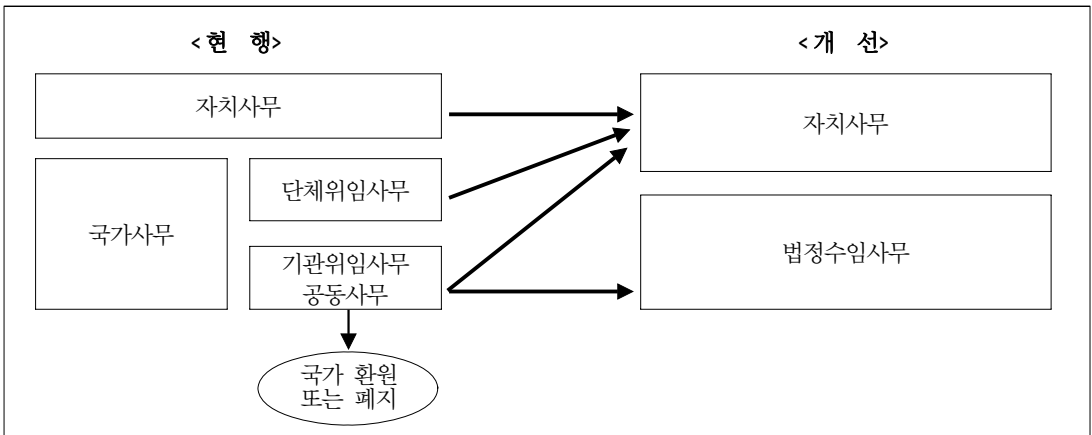 <현 행>
<개 선>
자치사무
자치사무
단체위임사무
국가사무
법정수임사무
기관위임사무
공동사무
국가 환원
또는 폐지